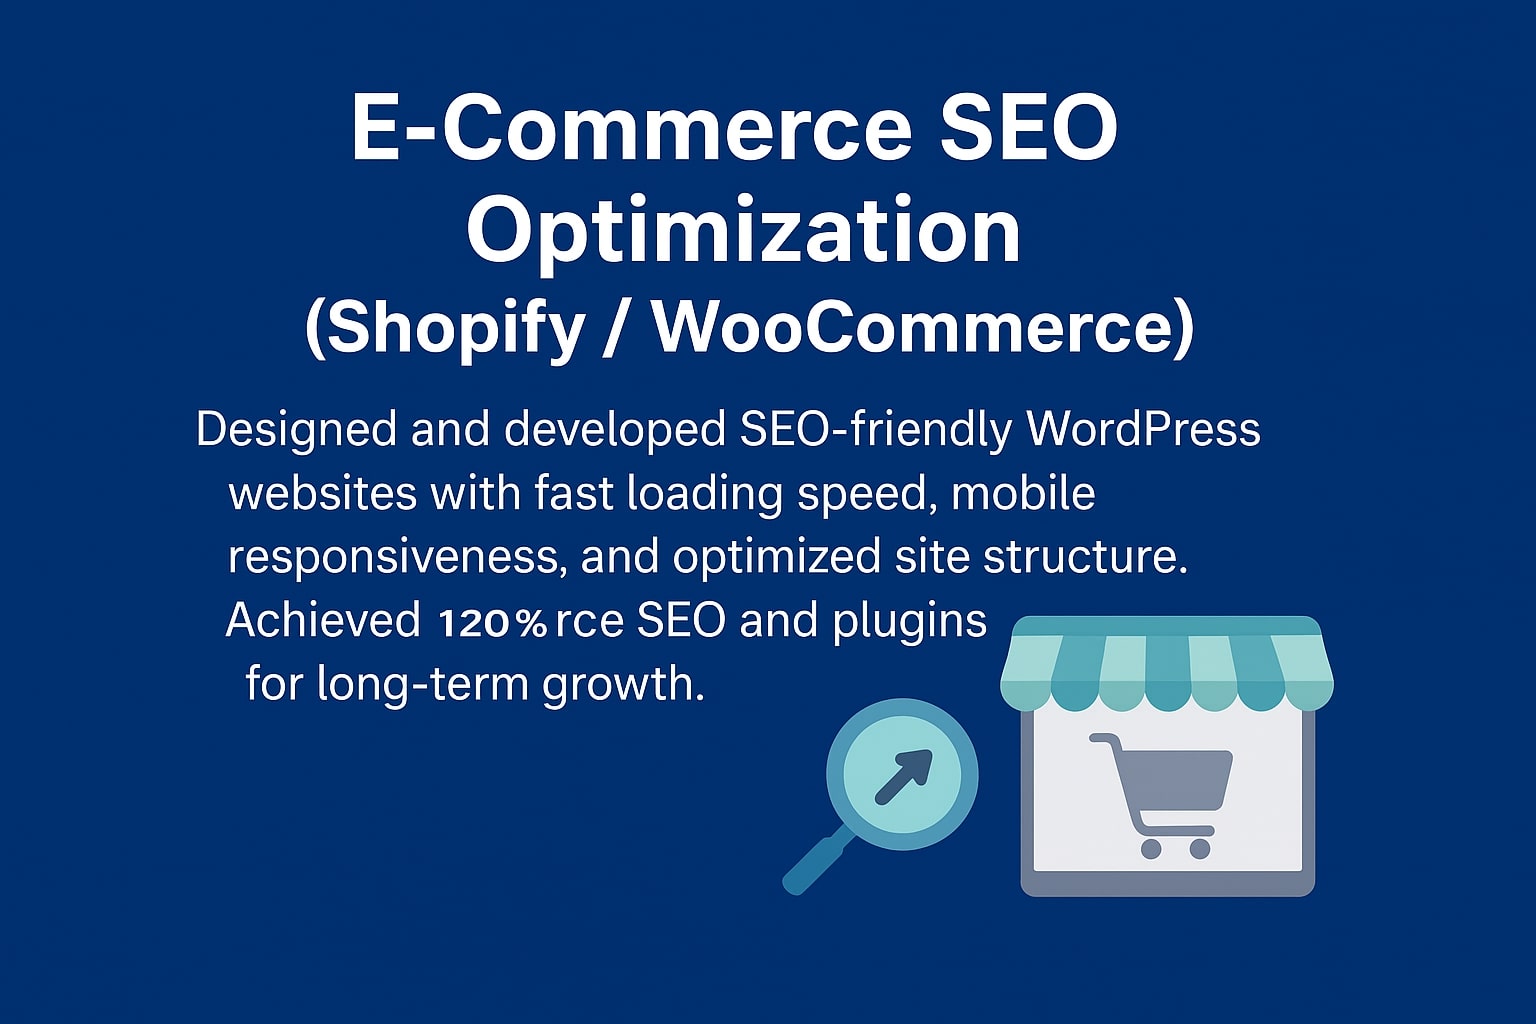 E-Commerce SEO
Optimization
(Shopify / WooCommerce)
Designed and developed SEO-friendly WordPress
websites with fast loading speed, mobile
responsiveness, and optimized site structure.
Achieved 120% rce SEO and plugins
for long-term growth.